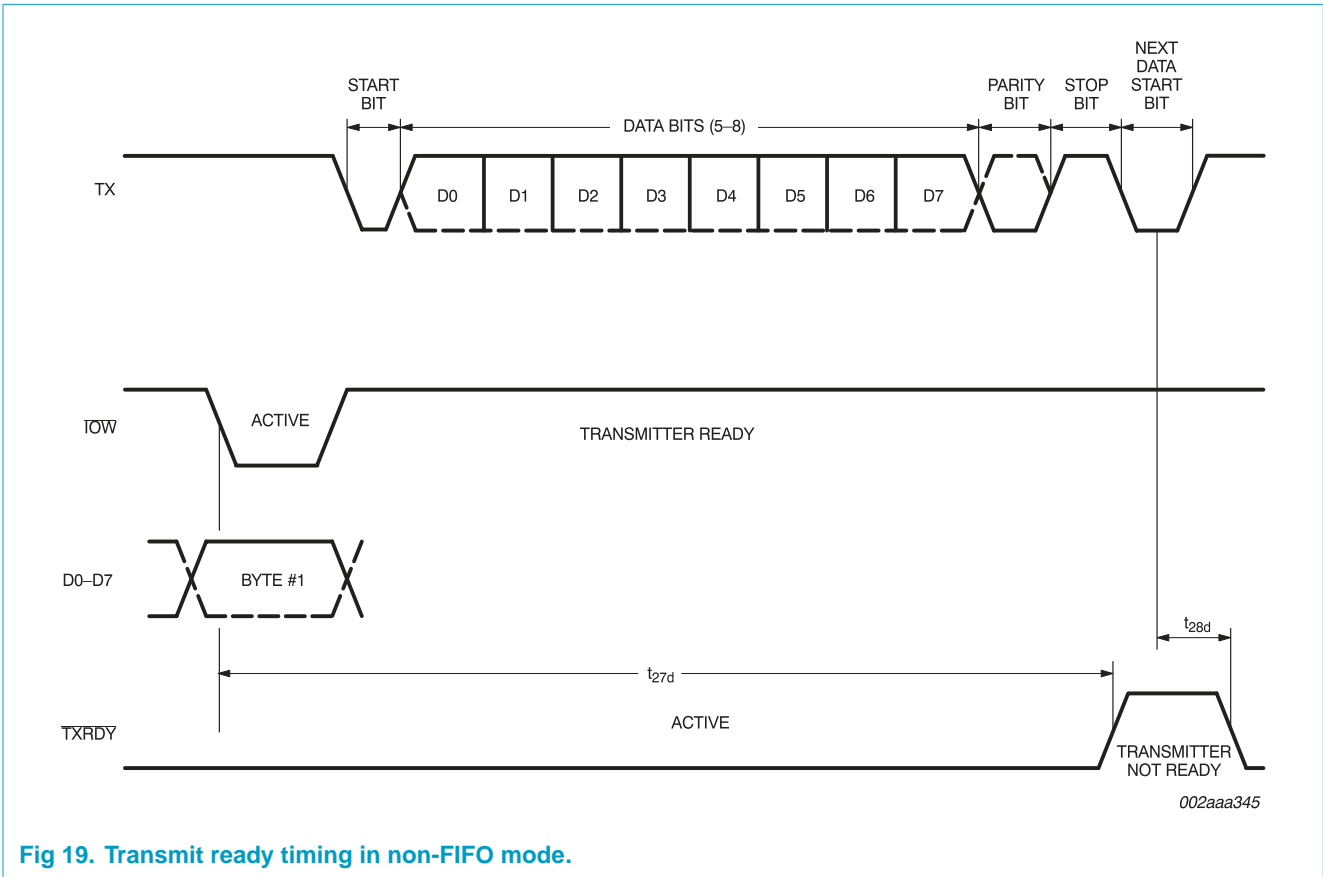 START
BIT
DATA BITS (5–8)
PARITY
BIT
STOP
BIT
NEXT
DATA
START
BIT
TX
D0
D1
D2
D3
D4
D5
D6
D7
IOW
ACTIVE
TRANSMITTER READY
D0–D7
BYTE #1
t28d
t27d
TXRDY
ACTIVE
TRANSMITTER
NOT READY
002aaa345
Fig 19. Transmit ready timing in non-FIFO mode.